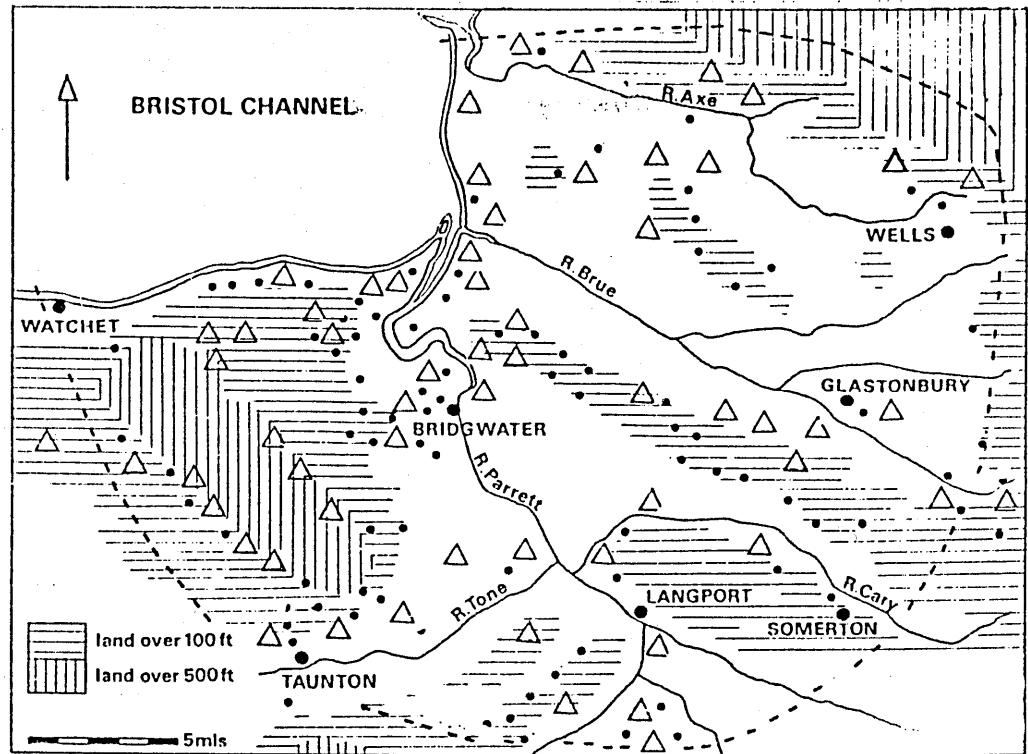 BRISTOL CHANNEL
R. Axe
WELLS
R. Brue
WATCHET
GLASTONBURY
BRIDGWATER
R. Parrett
R. Tone
LANGPORT
R. Cary
SOMERTON
TAUNTON
land over 100 ft
land over 500 ft
5mls